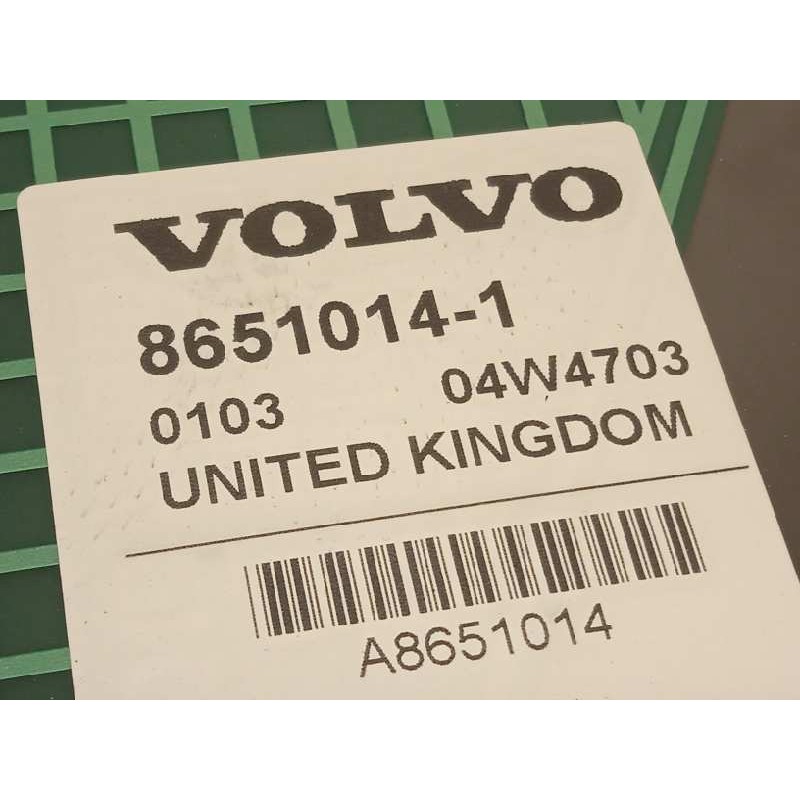 VOLVO
8651014-1
0103 04W4703
UNITED KINGDOM
A8651014